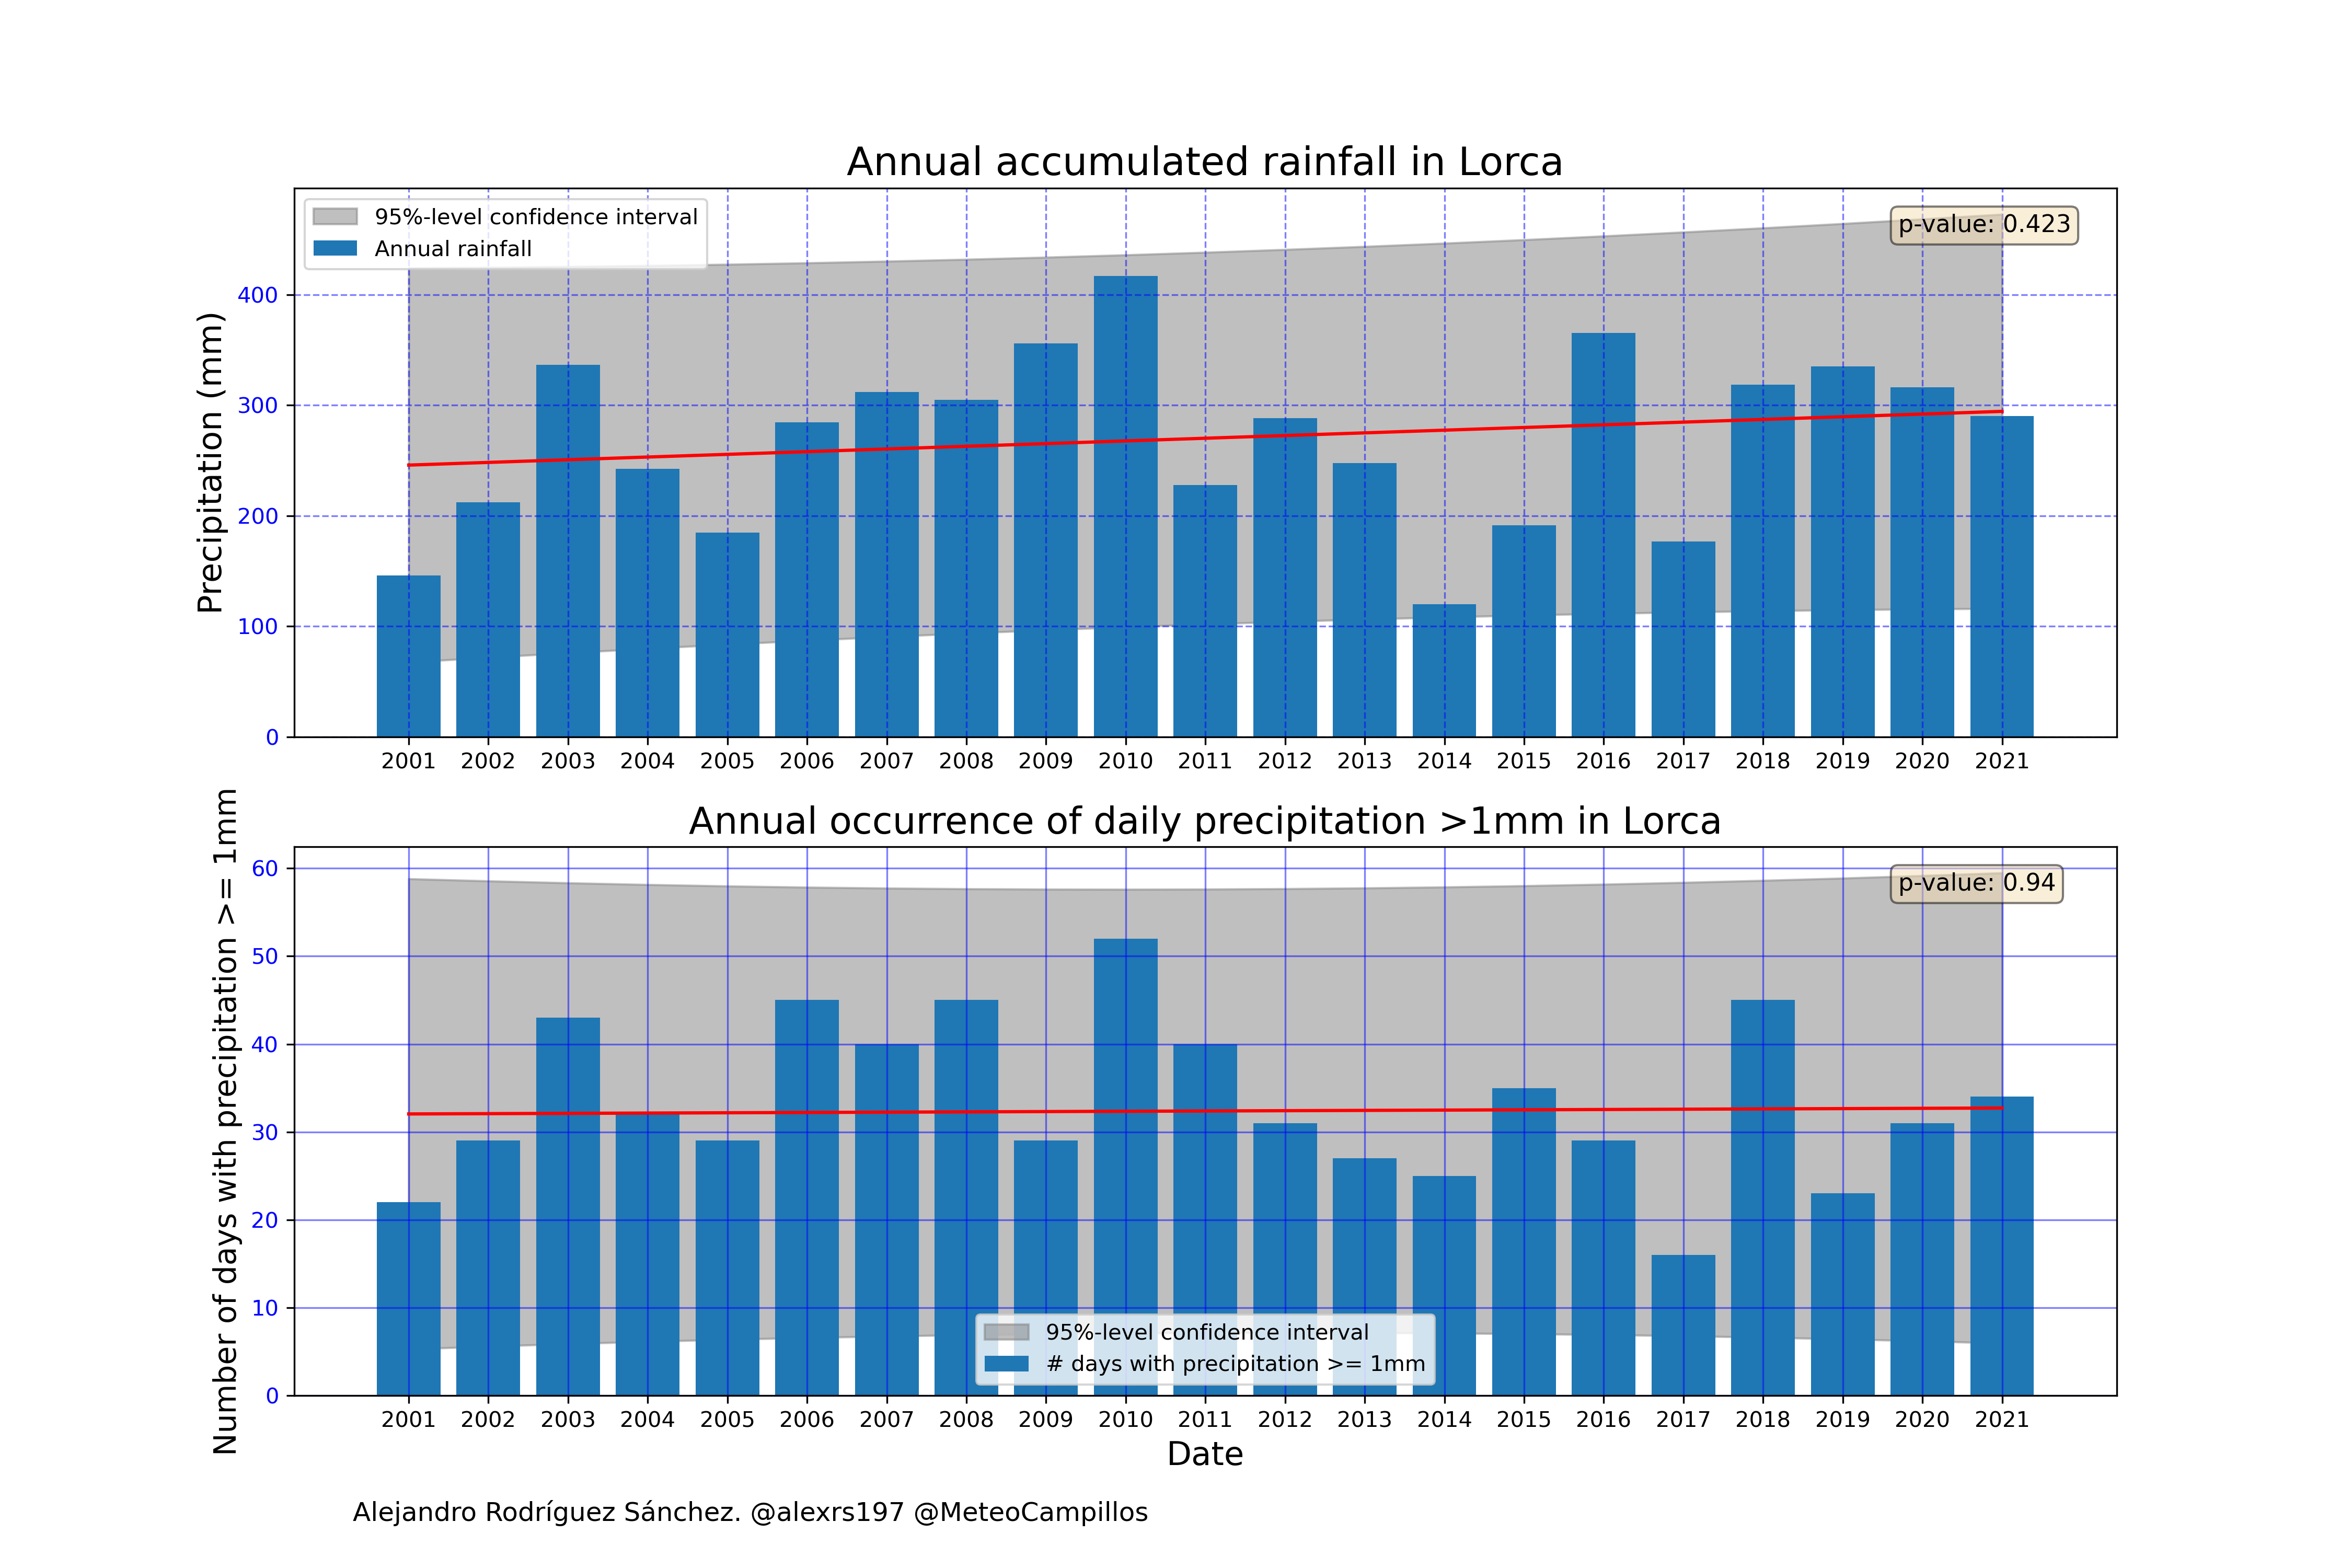 Annual accumulated rainfall in Lorca
95%-level confidence interval
Annual rainfall
p-value: 0.423
Precipitation (mm)
400
300
200
100
0
2001 2002 2003 2004 2005 2006 2007 2008 2009 2010 2011 2012 2013 2014 2015 2016 2017 2018 2019 2020 2021
Annual occurrence of daily precipitation >1mm in Lorca
p-value: 0.94
Number of days with precipitation >= 1mm
60
50
40
30
20
10
0
95%-level confidence interval
# days with precipitation >= 1mm
2001 2002 2003 2004 2005 2006 2007 2008 2009 2010 2011 2012 2013 2014 2015 2016 2017 2018 2019 2020 2021
Date
Alejandro Rodríguez Sánchez. @alexrs197 @MeteoCampillos